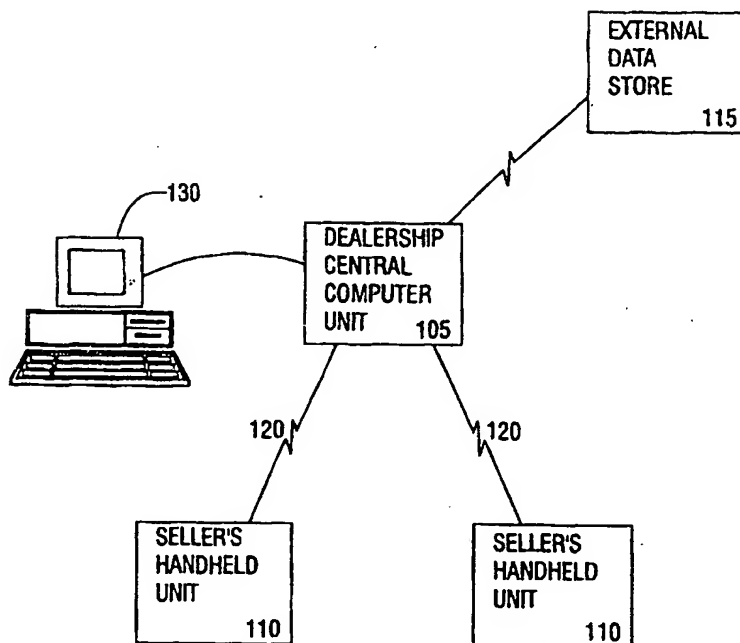 EXTERNAL
DATA
STORE
115
130
DEALERSHIP
CENTRAL
COMPUTER
UNIT 105
120
120
SELLER'S
HANDHELD
UNIT
110
SELLER'S
HANDHELD
UNIT
110